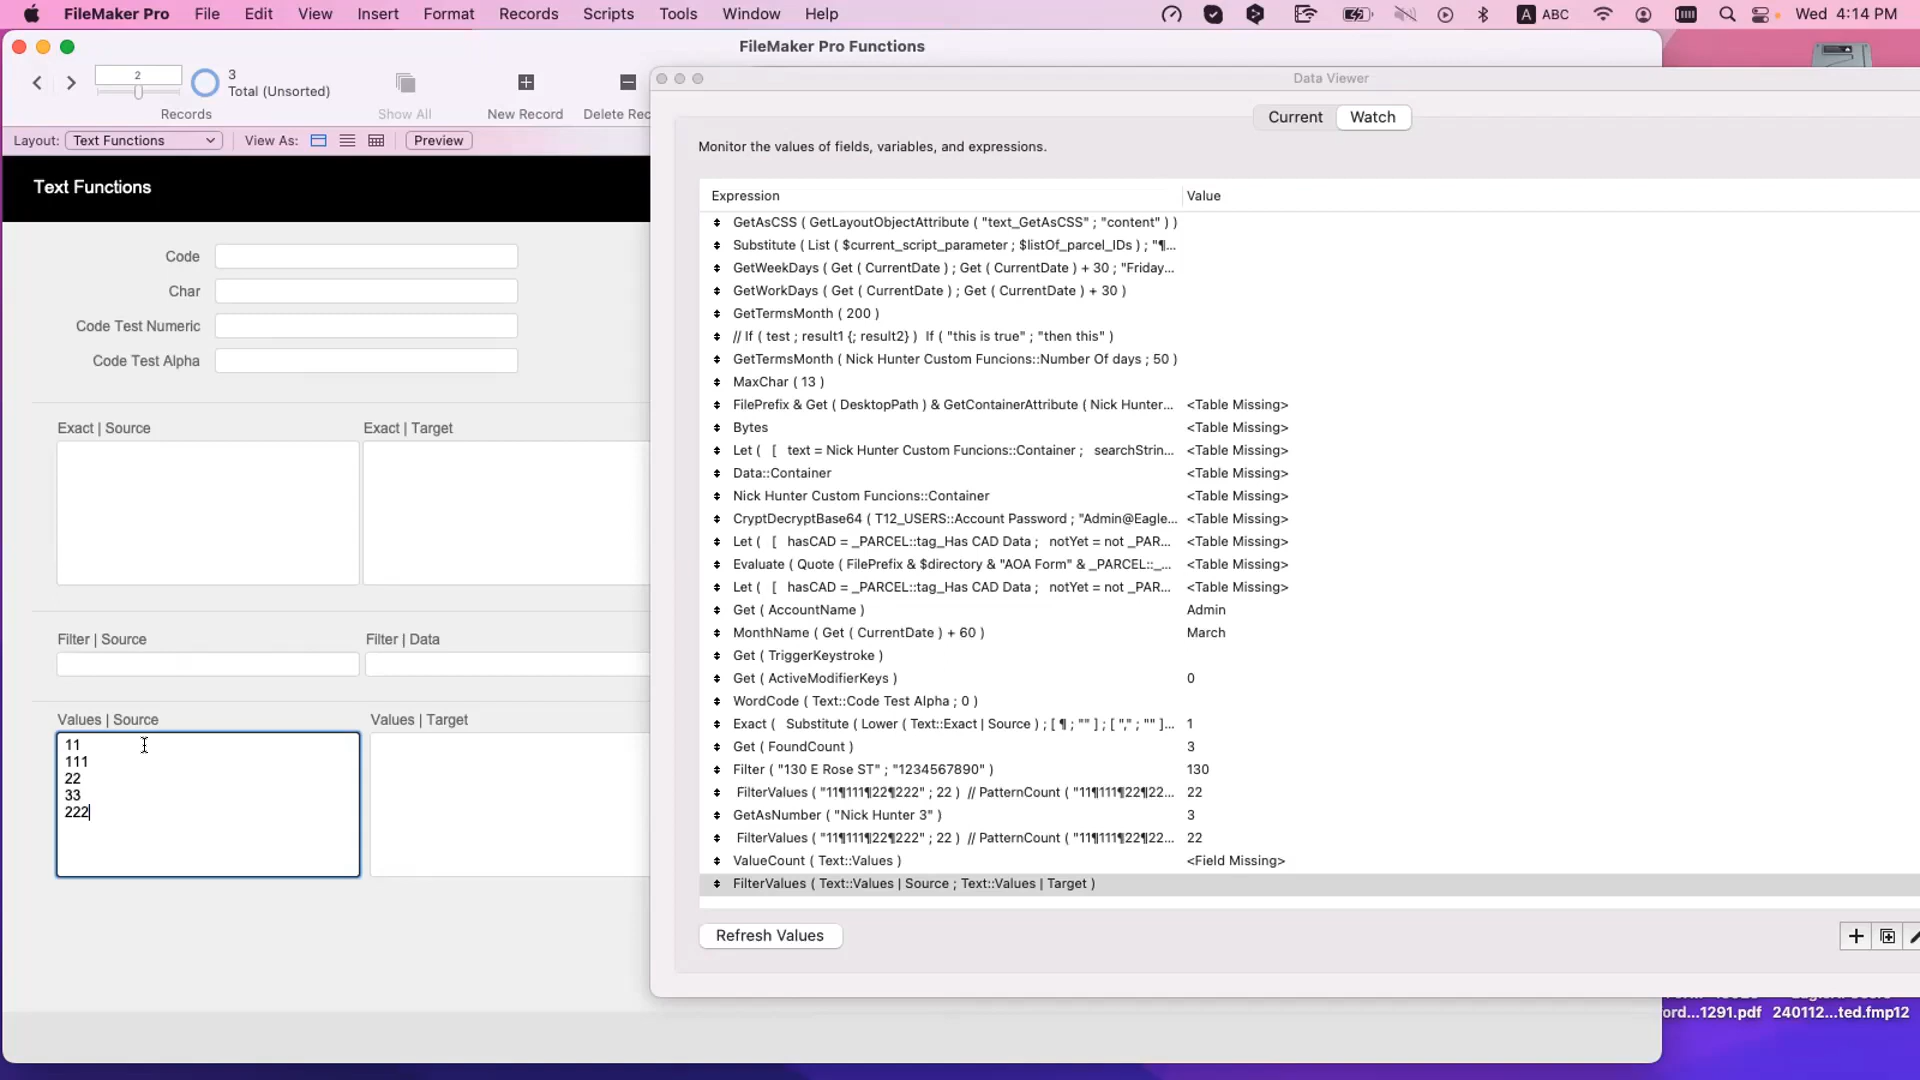 FileMaker Pro File Edit View Insert Format Records Scripts Tools Window Help A ABC Wed 4:14 PM
FileMaker Pro Functions
2
3
Total (Unsorted)
Records
Show All
New Record
Delete Rec
Layout: Text Functions
View As:
Preview
Text Functions
Code
Char
Code Test Numeric
Code Test Alpha
Exact | Source
Exact | Target
Filter | Source
Filter | Data
Values | Source
Values | Target
11
111
22
33
222
Data Viewer
Current Watch
Monitor the values of fields, variables, and expressions.
Expression Value
GetAsCSS ( GetLayoutObjectAttribute ( "text_GetAsCSS" ; "content" ) )
Substitute ( List ( $current_script_parameter ; $listOf_parcel_IDs ) ; "¶...
GetWeekDays ( Get ( CurrentDate ) ; Get ( CurrentDate ) + 30 ; "Friday...
GetWorkDays ( Get ( CurrentDate ) ; Get ( CurrentDate ) + 30 )
GetTermsMonth ( 200 )
// If ( test ; result1 {; result2} ) If ( "this is true" ; "then this" )
GetTermsMonth ( Nick Hunter Custom Funcions::Number Of days ; 50 )
MaxChar ( 13 )
FilePrefix & Get ( DesktopPath ) & GetContainerAttribute ( Nick Hunter... <Table Missing>
Bytes <Table Missing>
Let ( [ text = Nick Hunter Custom Funcions::Container ; searchStrin... <Table Missing>
Data::Container <Table Missing>
Nick Hunter Custom Funcions::Container <Table Missing>
CryptDecryptBase64 ( T12_USERS::Account Password ; "Admin@Eagle... <Table Missing>
Let ( [ hasCAD = _PARCEL::tag_Has CAD Data ; notYet = not _PAR... <Table Missing>
Evaluate ( Quote ( FilePrefix & $directory & "AOA Form" & _PARCEL::_... <Table Missing>
Let ( [ hasCAD = _PARCEL::tag_Has CAD Data ; notYet = not _PAR... <Table Missing>
Get ( AccountName ) Admin
MonthName ( Get ( CurrentDate ) + 60 ) March
Get ( TriggerKeystroke )
Get ( ActiveModifierKeys ) 0
WordCode ( Text::Code Test Alpha ; 0 )
Exact ( Substitute ( Lower ( Text::Exact | Source ) ; [ ¶ ; "" ] ; [ "," ; "" ]... 1
Get ( FoundCount ) 3
Filter ( "130 E Rose ST" ; "1234567890" ) 130
FilterValues ( "11¶111¶22¶222" ; 22 ) // PatternCount ( "11¶111¶22¶22... 22
GetAsNumber ( "Nick Hunter 3" ) 3
FilterValues ( "11¶111¶22¶222" ; 22 ) // PatternCount ( "11¶111¶22¶22... 22
ValueCount ( Text::Values ) <Field Missing>
FilterValues ( Text::Values | Source ; Text::Values | Target )
Refresh Values
ord...1291.pdf 240112...ted.fmp12